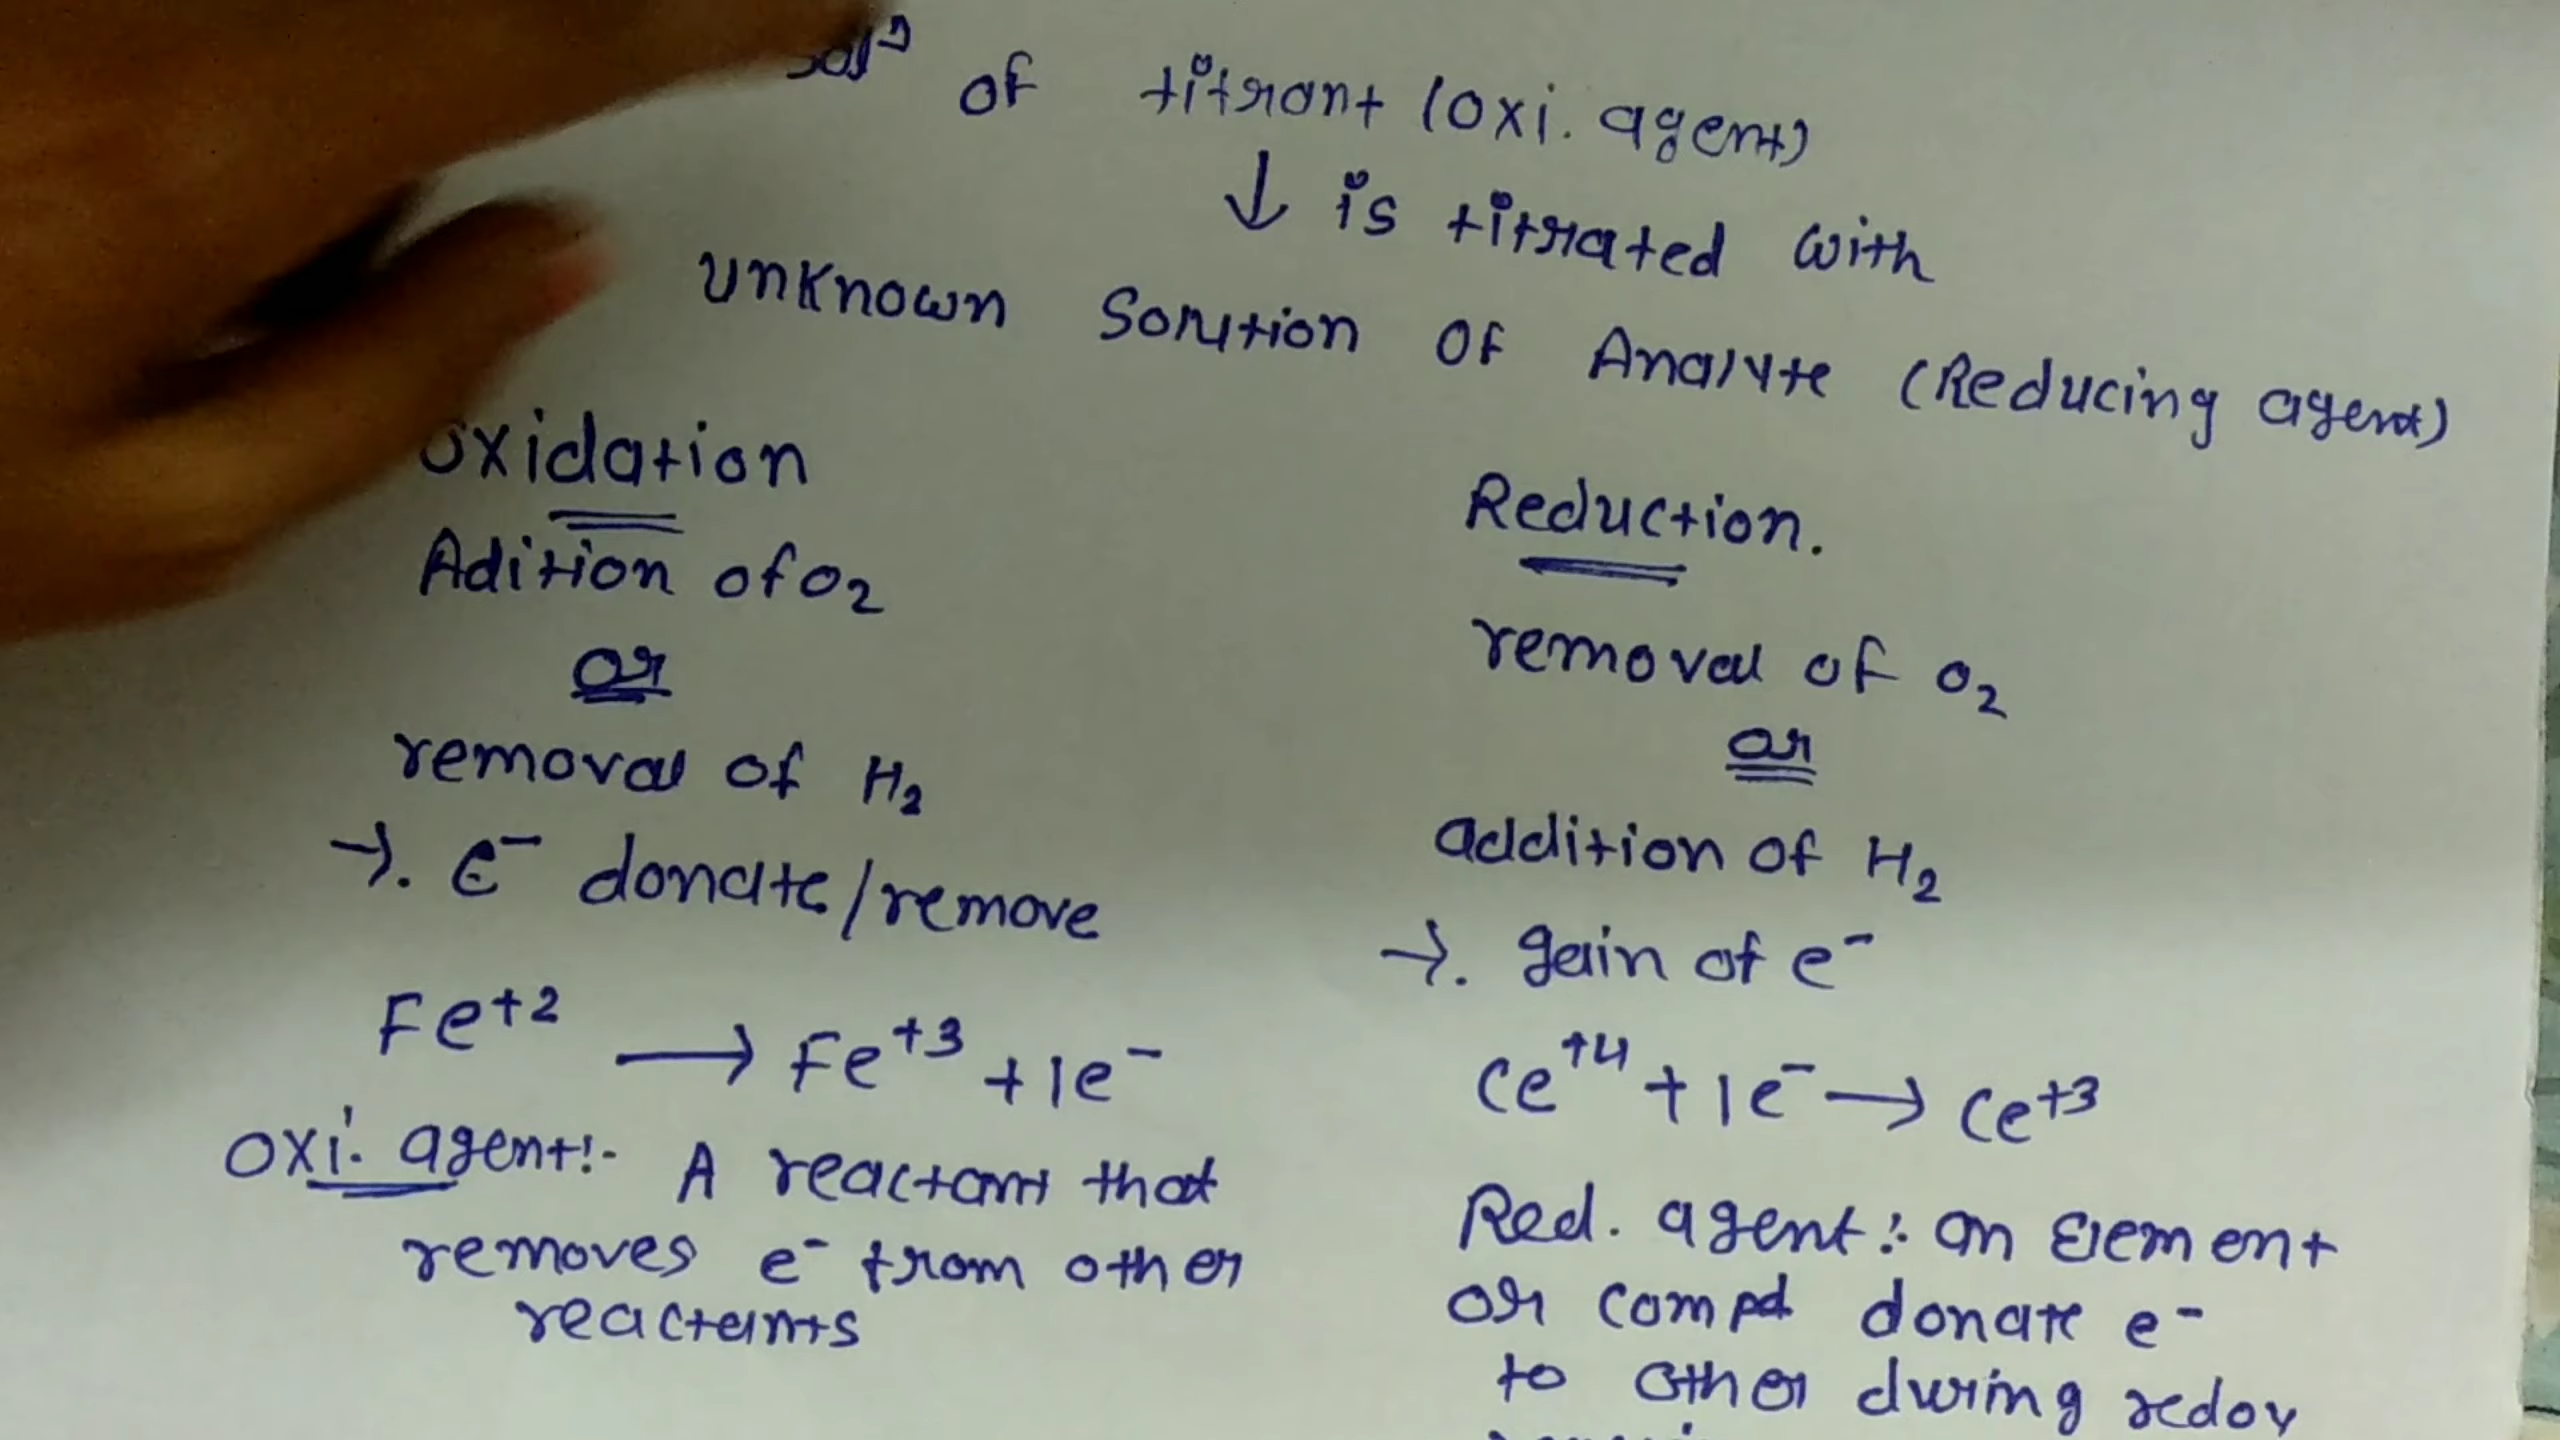 soln of titrant (oxi. agent)
↓ is titrated with
unknown Solution of Analyte (Reducing agent)
oxidation
Adition of O2
or
removal of H2
→. e⁻ donate/remove
Fe⁺² → Fe⁺³ + 1e⁻
oxi. agent:- A reactant that
removes e⁻ from other
reactants
Reduction.
removal of O2
or
addition of H2
→. gain of e⁻
Ce⁺⁴ + 1e⁻ → Ce⁺³
Red. agent:- an Element
or compd donate e⁻
to other during redox